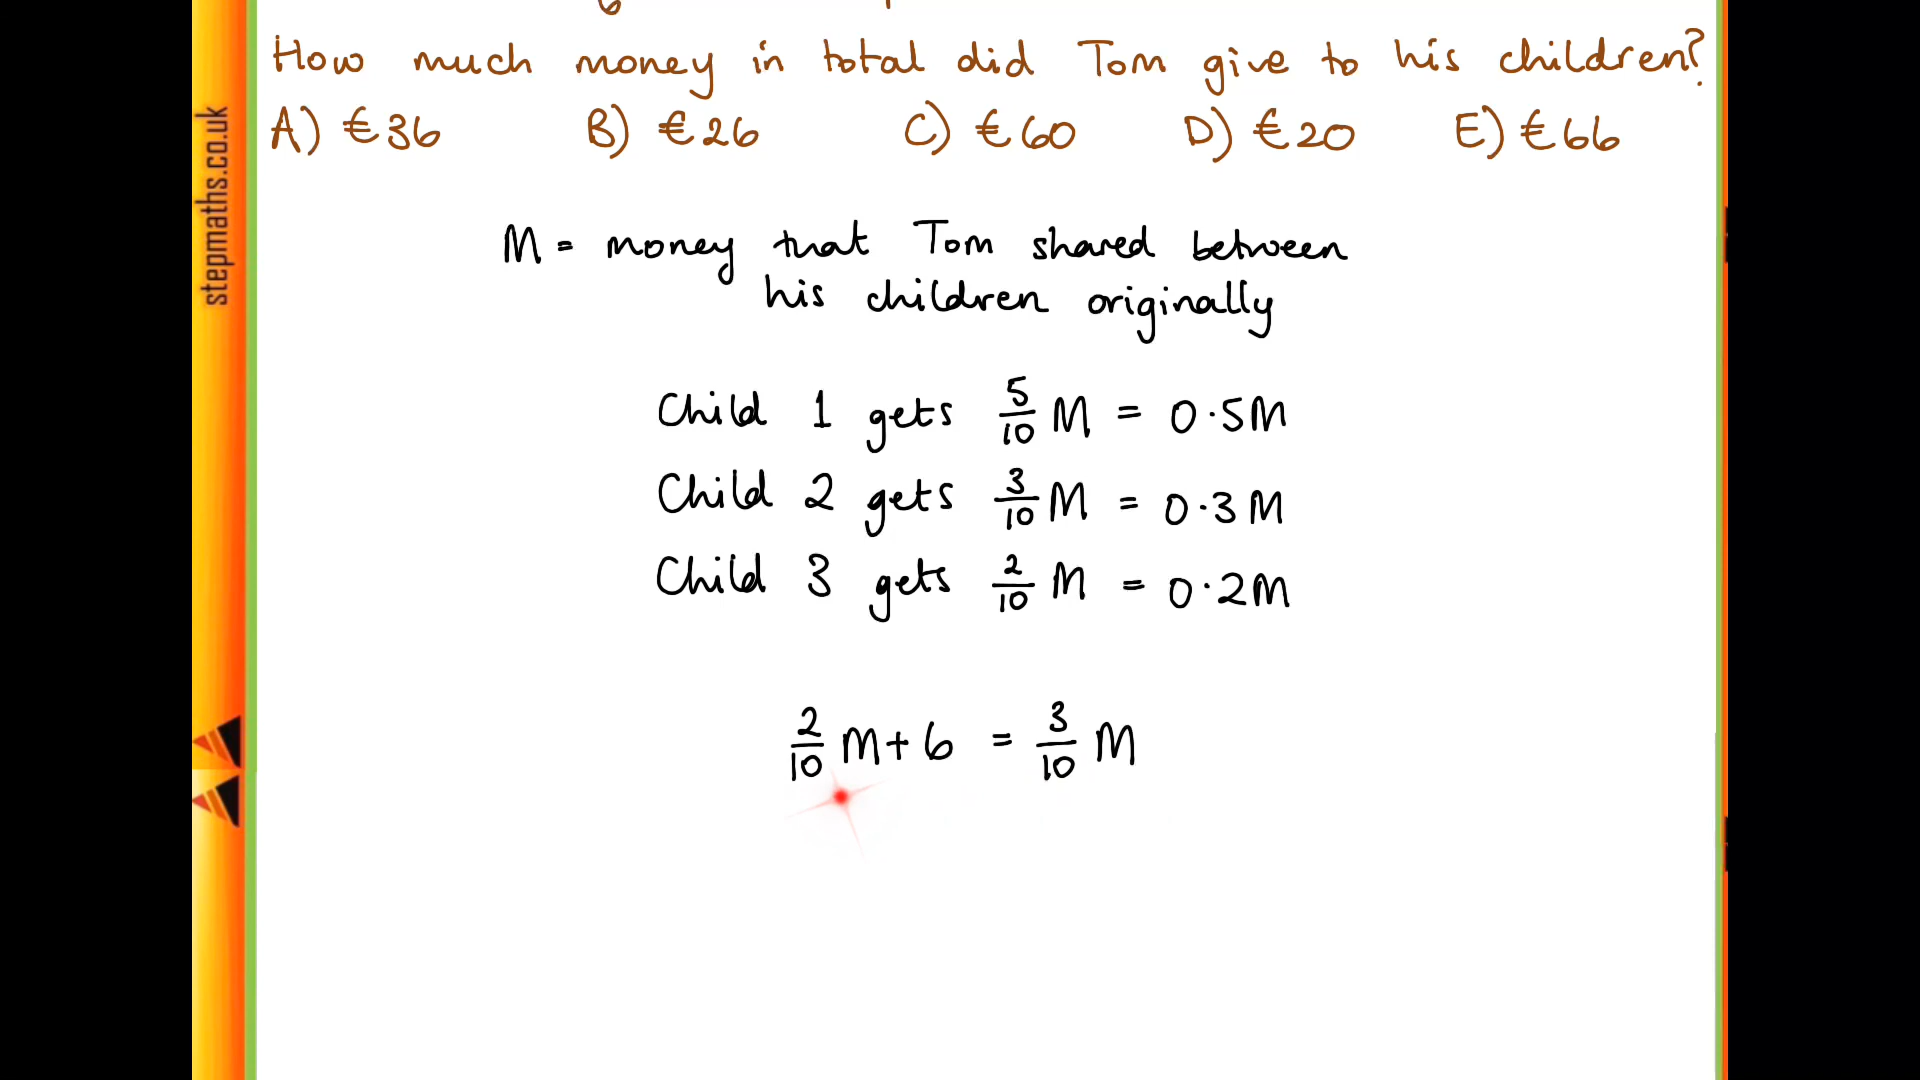 How much money in total did Tom give to his children?
A) €36 B) €26 C) €60 D) €20 E) €66
stepmaths.co.uk
M = money that Tom shared between
his children originally
Child 1 gets 5/10 M = 0.5M
Child 2 gets 3/10 M = 0.3M
Child 3 gets 2/10 M = 0.2M
2/10 M + 6 = 3/10 M